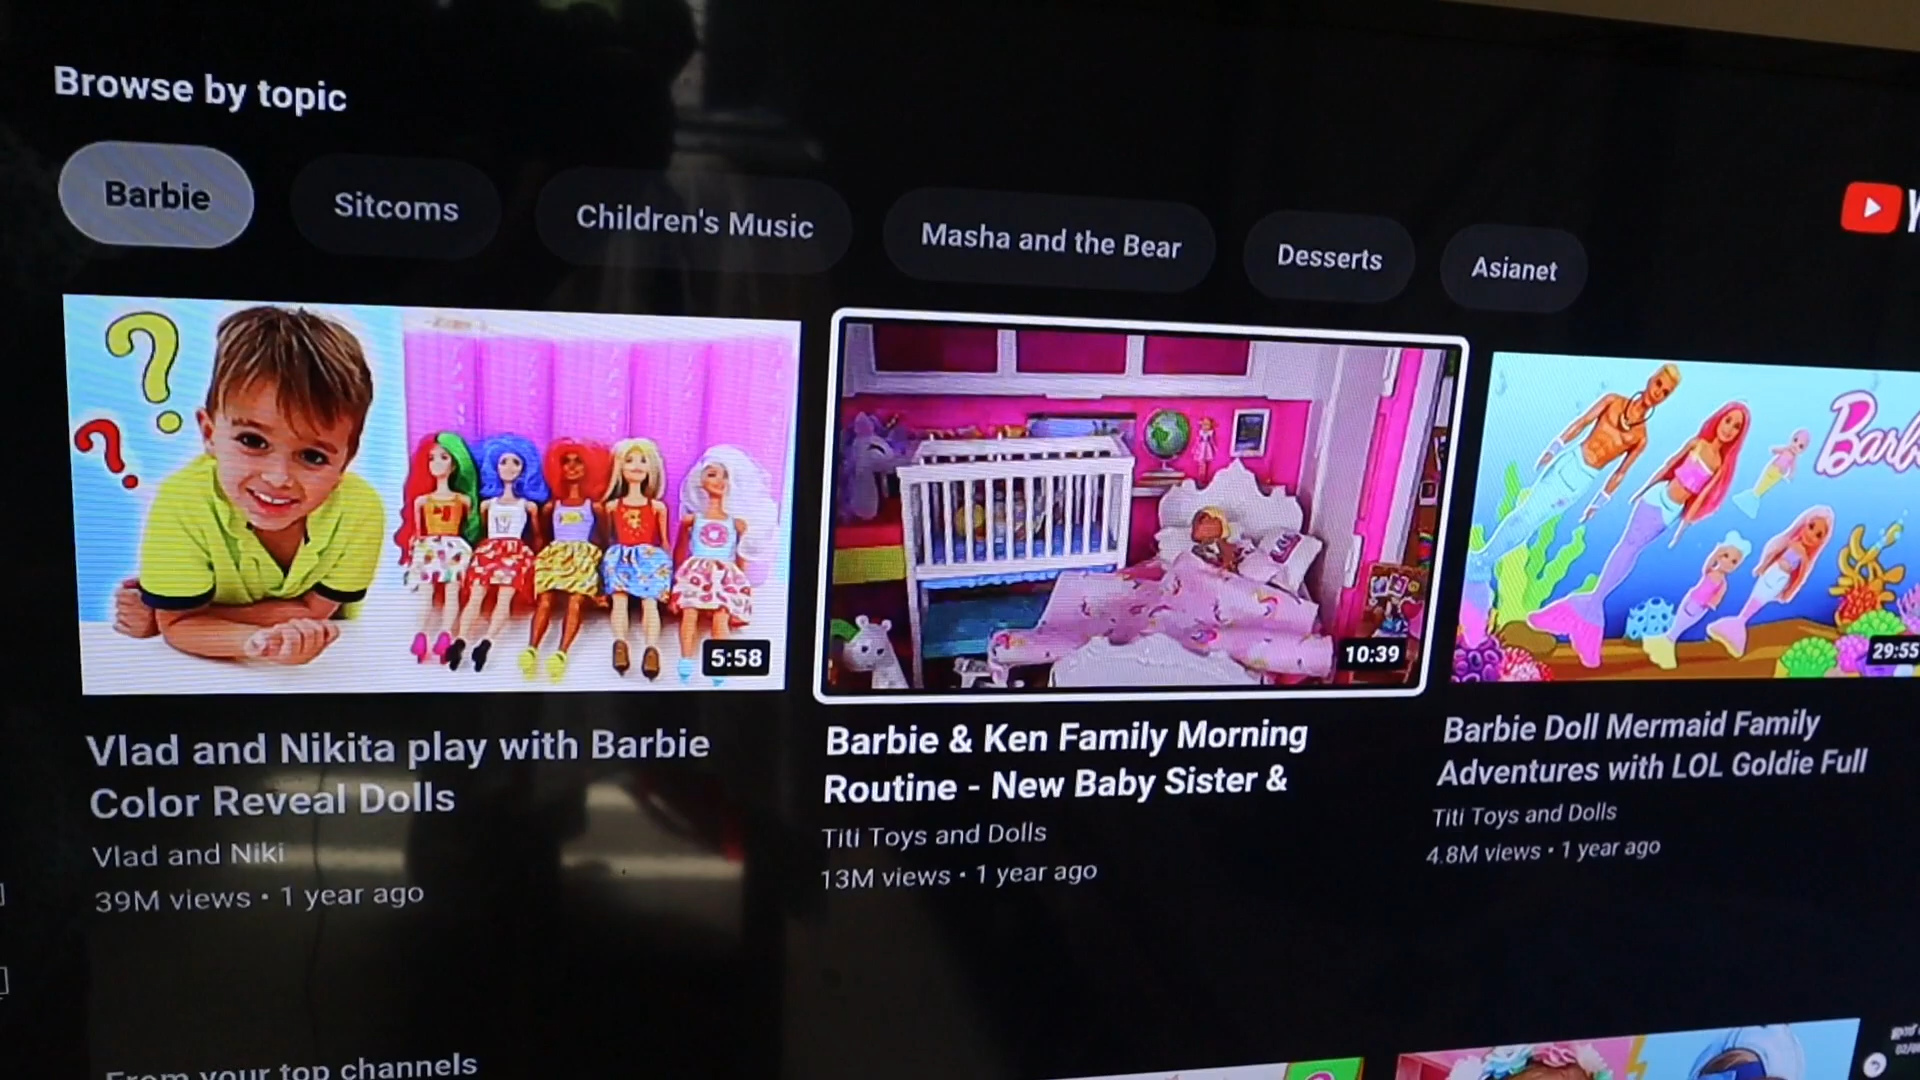 Browse by topic
Barbie
Sitcoms
Children's Music
Masha and the Bear
Desserts
Asianet
5:58
10:39
29:55
Vlad and Nikita play with Barbie
Color Reveal Dolls
Vlad and Niki
39M views • 1 year ago
Barbie & Ken Family Morning
Routine - New Baby Sister &
Titi Toys and Dolls
13M views • 1 year ago
Barbie Doll Mermaid Family
Adventures with LOL Goldie Full
Titi Toys and Dolls
4.8M views • 1 year ago
From your top channels